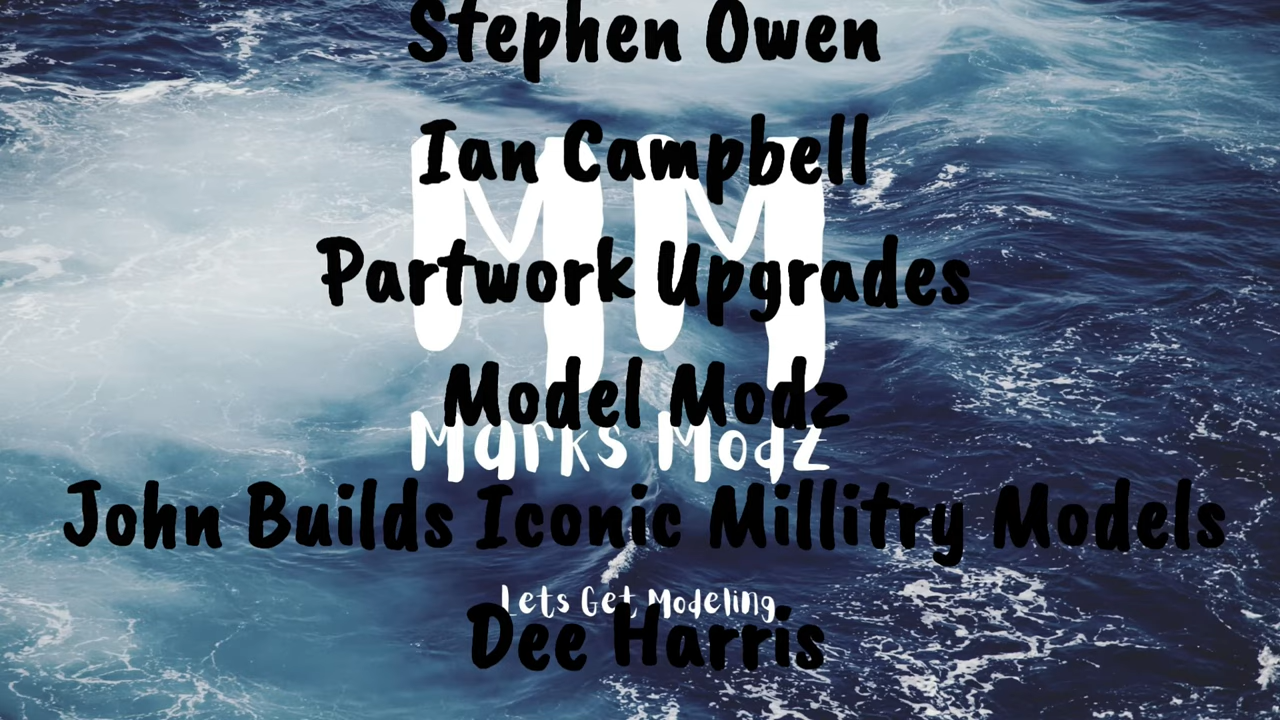 Stephen Owen
Ian Campbell
MM
Partwork Upgrades
Model Modz
Marks Modz
John Builds Iconic Millitry Models
Lets Get Modeling
Dee Harris